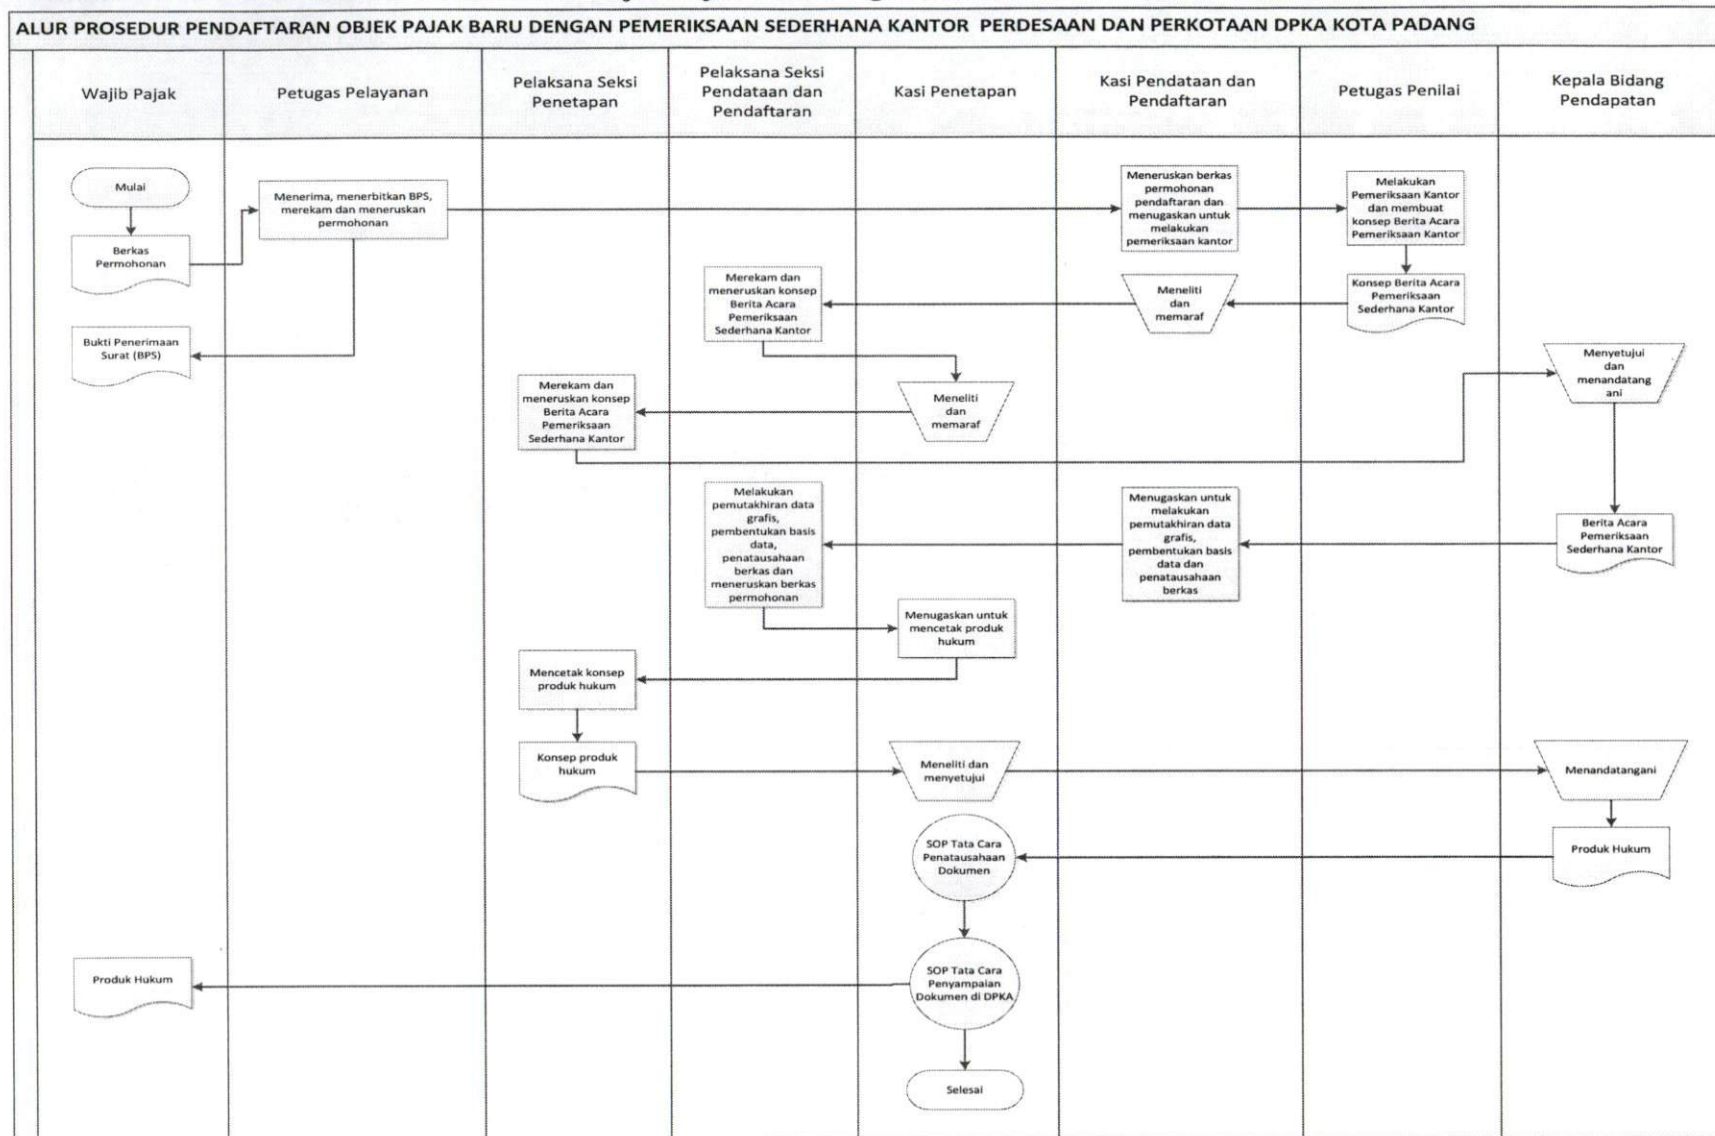 ALUR PROSEDUR PENDAFTARAN OBJEK PAJAK BARU DENGAN PEMERIKSAAN SEDERHANA KANTOR PERDESAAN DAN PERKOTAAN DPKA KOTA PADANG
Wajib Pajak
Petugas Pelayanan
Pelaksana Seksi
Penetapan
Pelaksana Seksi
Pendataan dan
Pendaftaran
Kasi Penetapan
Kasi Pendataan dan
Pendaftaran
Petugas Penilai
Kepala Bidang
Pendapatan
Mulai
Berkas
Permohonan
Menerima, menerbitkan BPS,
merekam dan meneruskan
permohonan
Meneruskan berkas
permohonan
pendaftaran dan
menugaskan untuk
melakukan
pemeriksaan kantor
Melakukan
Pemeriksaan Kantor
dan membuat
konsep Berita Acara
Pemeriksaan Kantor
Konsep Berita Acara
Pemeriksaan
Sederhana Kantor
Meneliti
dan
memaraf
Merekam dan
meneruskan konsep
Berita Acara
Pemeriksaan
Sederhana Kantor
Bukti Penerimaan
Surat (BPS)
Meneliti
dan
memaraf
Merekam dan
meneruskan konsep
Berita Acara
Pemeriksaan
Sederhana Kantor
Menyetujui
dan
menandatang
ani
Berita Acara
Pemeriksaan
Sederhana Kantor
Menugaskan untuk
melakukan
pemutakhiran data
grafis,
pembentukan basis
data dan
penatausahaan
berkas
Melakukan
pemutakhiran data
grafis,
pembentukan basis
data,
penatausahaan
berkas dan
meneruskan berkas
permohonan
Menugaskan untuk
mencetak produk
hukum
Mencetak konsep
produk hukum
Konsep produk
hukum
Meneliti dan
menyetujui
Menandatangani
Produk Hukum
SOP Tata Cara
Penatausahaan
Dokumen
SOP Tata Cara
Penyampaian
Dokumen di DPKA
Produk Hukum
Selesai